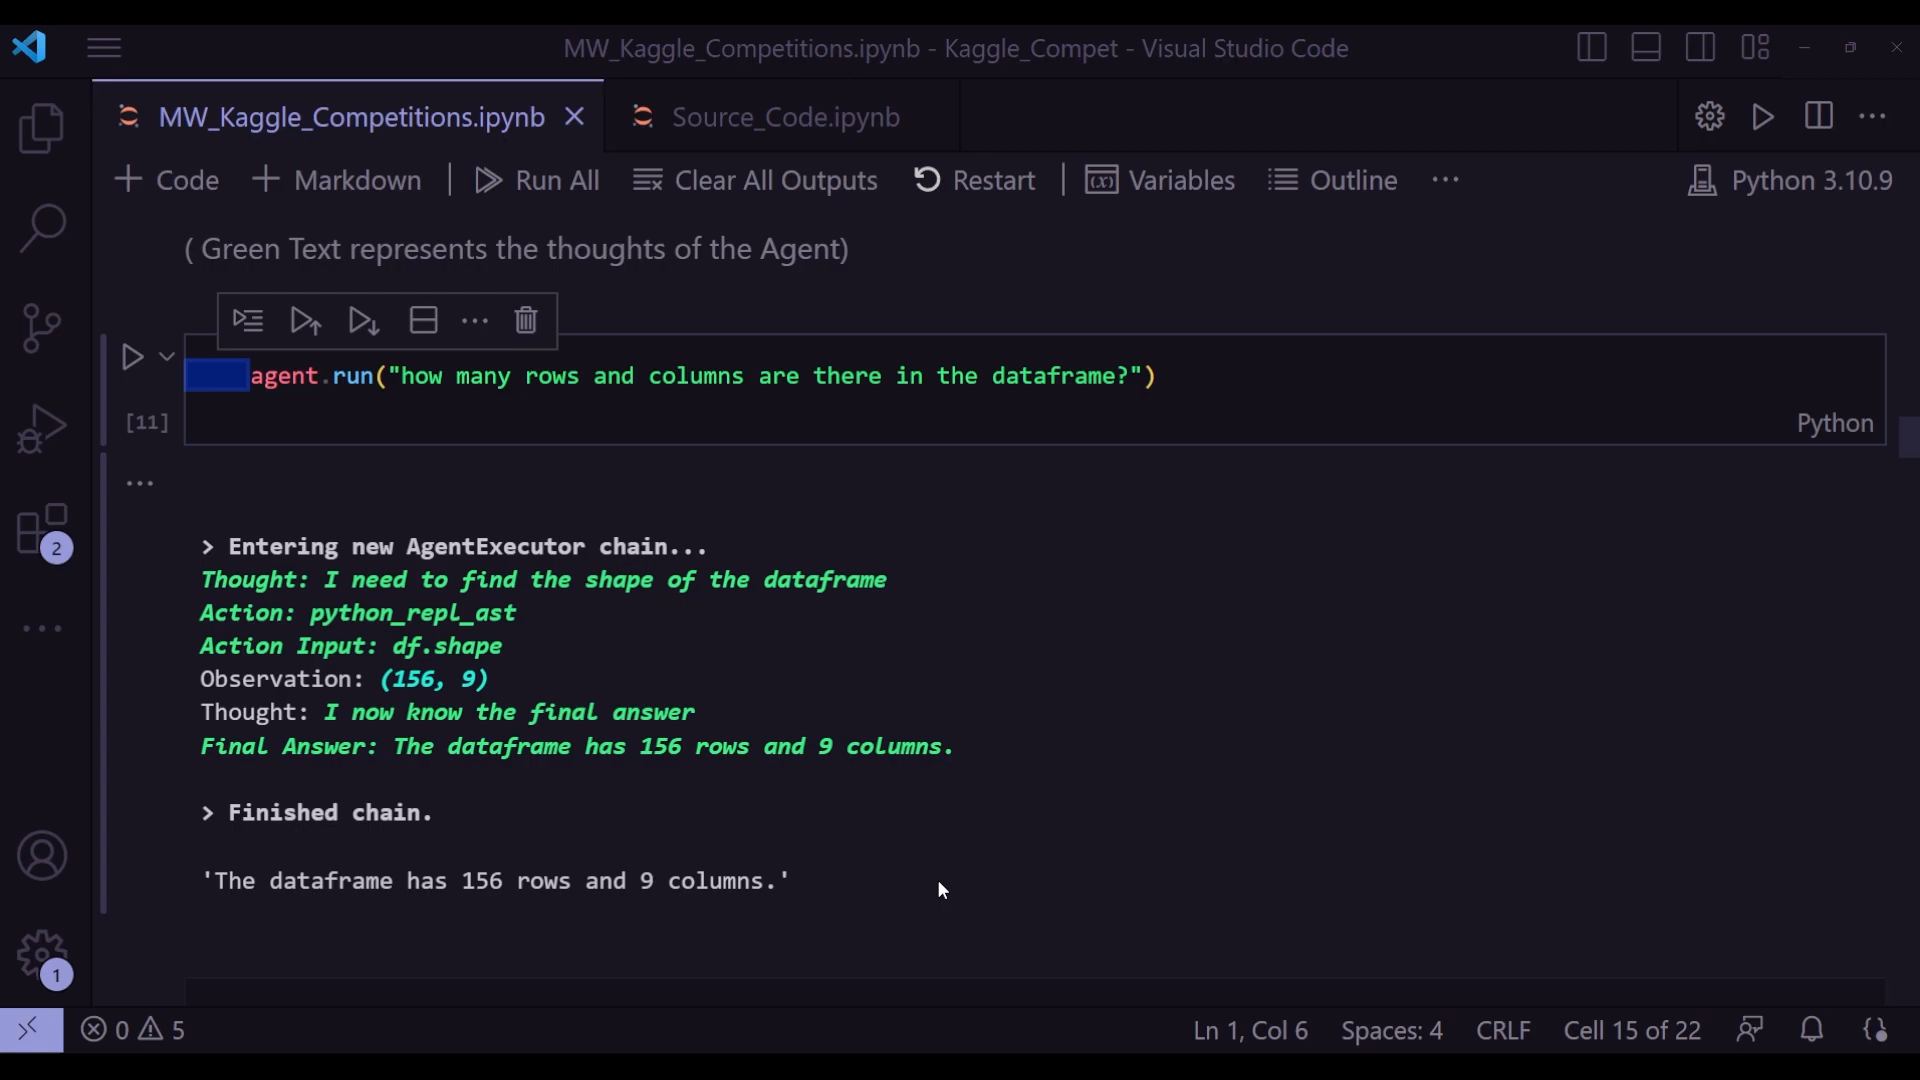 MW_Kaggle_Competitions.ipynb - Kaggle_Compet - Visual Studio Code
MW_Kaggle_Competitions.ipynb Source_Code.ipynb
Code Markdown Run All Clear All Outputs Restart Variables Outline ... Python 3.10.9
( Green Text represents the thoughts of the Agent)
agent.run("how many rows and columns are there in the dataframe?")
[11] Python
...
> Entering new AgentExecutor chain...
Thought: I need to find the shape of the dataframe
Action: python_repl_ast
Action Input: df.shape
Observation: (156, 9)
Thought: I now know the final answer
Final Answer: The dataframe has 156 rows and 9 columns.
> Finished chain.
'The dataframe has 156 rows and 9 columns.'
2
1
0 5 Ln 1, Col 6 Spaces: 4 CRLF Cell 15 of 22